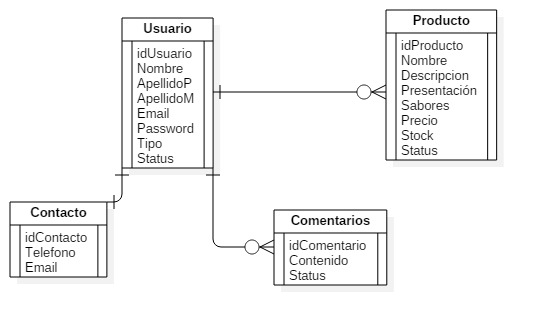 Usuario
idUsuario
Nombre
ApellidoP
ApellidoM
Email
Password
Tipo
Status
Producto
idProducto
Nombre
Descripcion
Presentación
Sabores
Precio
Stock
Status
Contacto
idContacto
Telefono
Email
Comentarios
idComentario
Contenido
Status